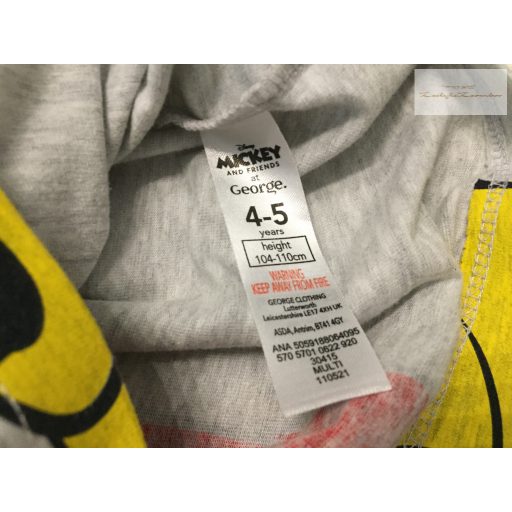 Disney
MICKEY
AND FRIENDS
at
George.
4-5
years
height
104-110cm
WARNING
KEEP AWAY FROM FIRE
GEORGE CLOTHING
Lutterworth
Leicestershire LE17 4XH UK
ASDA, Antrim, BT41 4GY
ANA 5059188064095
570 5701 0622 920
30415
MULTI
110521